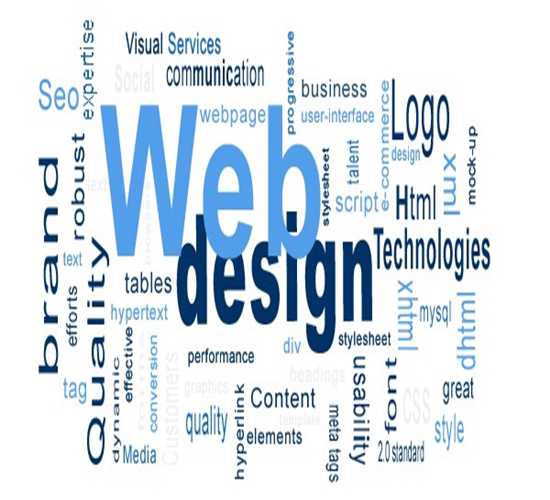 Visual Services
expertise
Social
communication
progressive
Seo
business
webpage
user-interface
e-commerce
Logo
design
mock-up
Web
design
robust
brand
text
text
stylesheet
talent
script
Html
xml
Technologies
Quality
tables
hypertext
efforts
xhtml
mysql
dhtml
stylesheet
div
performance
effective
conversion
dynamic
Customers
headings
graphics
tag
hyperlink
Content
template
usability
font
great
CSS
style
quality
elements
meta tags
2.0 standard
Media